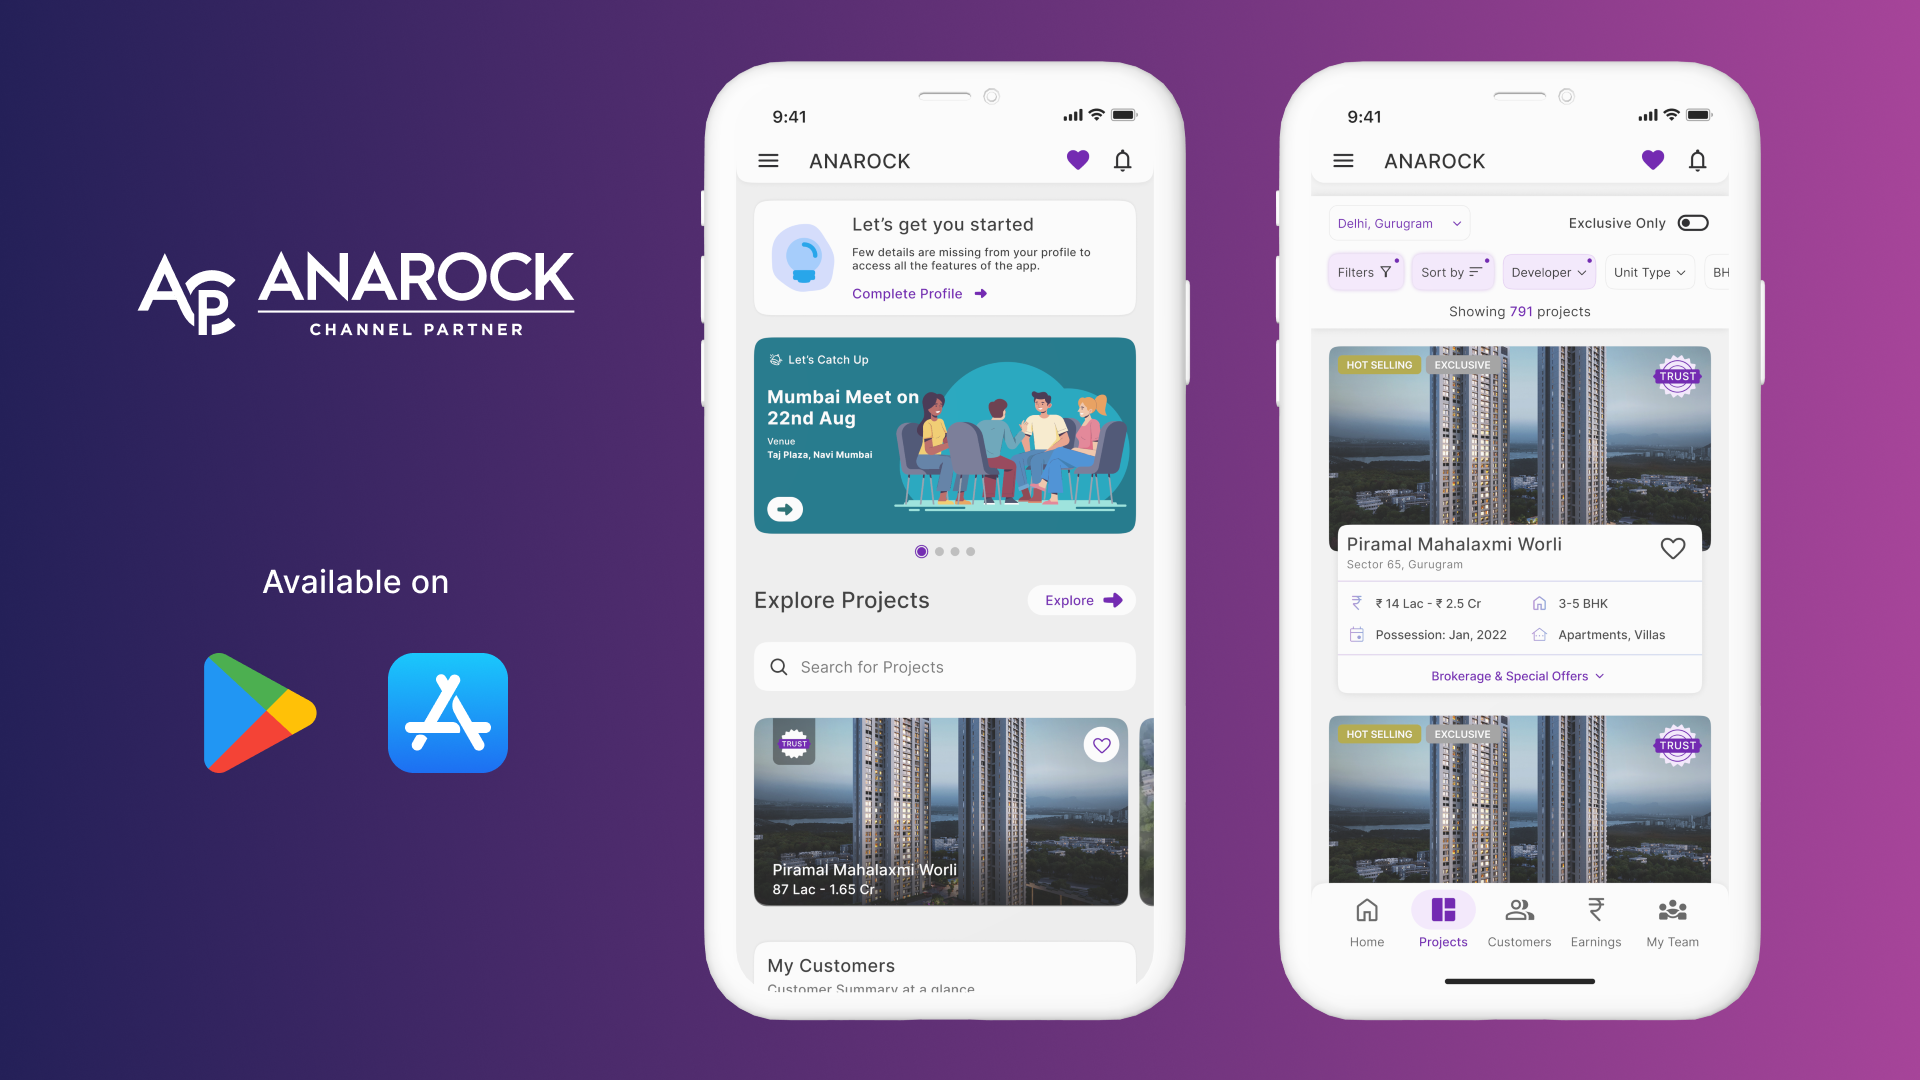 ACP
ANAROCK
CHANNEL PARTNER
Available on
9:41
ANAROCK
Let's get you started
Few details are missing from your profile to
access all the features of the app.
Complete Profile
Let's Catch Up
Mumbai Meet on
22nd Aug
Venue
Taj Plaza, Navi Mumbai
Explore Projects
Explore
Search for Projects
TRUST
Piramal Mahalaxmi Worli
87 Lac - 1.65 Cr
My Customers
Customer Summary at a glance
9:41
ANAROCK
Delhi, Gurugram
Exclusive Only
Filters
Sort by
Developer
Unit Type
BH
Showing 791 projects
HOT SELLING
EXCLUSIVE
TRUST
Piramal Mahalaxmi Worli
Sector 65, Gurugram
₹ ₹ 14 Lac - ₹ 2.5 Cr
3-5 BHK
Possession: Jan, 2022
Apartments, Villas
Brokerage & Special Offers
HOT SELLING
EXCLUSIVE
TRUST
₹
Home
Projects
Customers
Earnings
My Team